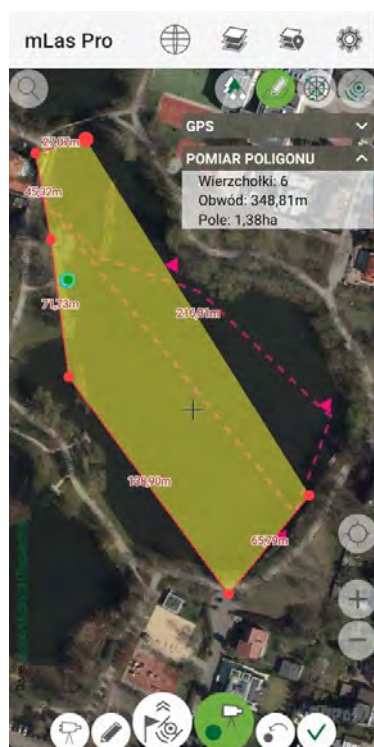 mLas Pro
GPS
POMIAR POLIGONU
Wierzchołki: 6
Obwód: 348,81m
Pole: 1,38ha
27,07m
45,32m
71,73m
216,81m
138,90m
65,79m